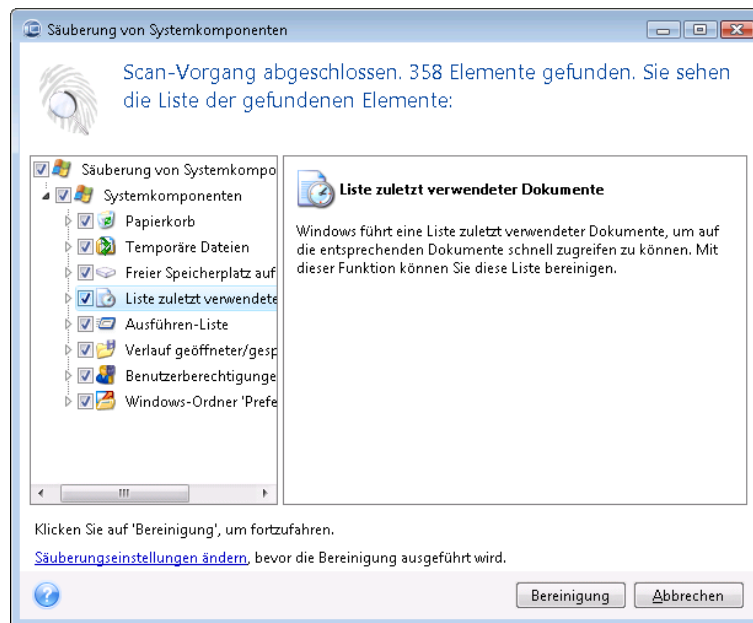 Säuberung von Systemkomponenten
Scan-Vorgang abgeschlossen. 358 Elemente gefunden. Sie sehen
die Liste der gefundenen Elemente:
Säuberung von Systemkompo
Systemkomponenten
Papierkorb
Temporäre Dateien
Freier Speicherplatz auf
Liste zuletzt verwendete
Ausführen-Liste
Verlauf geöffneter/gesp
Benutzerberechtigunge
Windows-Ordner 'Prefe
Liste zuletzt verwendeter Dokumente
Windows führt eine Liste zuletzt verwendeter Dokumente, um auf
die entsprechenden Dokumente schnell zugreifen zu können. Mit
dieser Funktion können Sie diese Liste bereinigen.
Klicken Sie auf 'Bereinigung', um fortzufahren.
Säuberungseinstellungen ändern, bevor die Bereinigung ausgeführt wird.
Bereinigung
Abbrechen